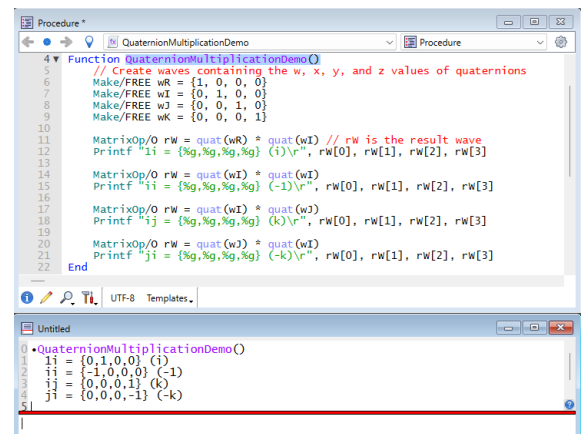 Procedure *
QuaternionMultiplicationDemo() Procedure
4 Function QuaternionMultiplicationDemo()
5 // Create waves containing the w, x, y, and z values of quaternions
6 Make/FREE wR = {1, 0, 0, 0}
7 Make/FREE wI = {0, 1, 0, 0}
8 Make/FREE wJ = {0, 0, 1, 0}
9 Make/FREE wK = {0, 0, 0, 1}
10
11 MatrixOp/O rW = quat(wR) * quat(wI) // rW is the result wave
12 Printf "1i = {%g,%g,%g,%g} (i)\r", rW[0], rW[1], rW[2], rW[3]
13
14 MatrixOp/O rW = quat(wI) * quat(wI)
15 Printf "ii = {%g,%g,%g,%g} (-1)\r", rW[0], rW[1], rW[2], rW[3]
16
17 MatrixOp/O rW = quat(wI) * quat(wJ)
18 Printf "ij = {%g,%g,%g,%g} (k)\r", rW[0], rW[1], rW[2], rW[3]
19
20 MatrixOp/O rW = quat(wJ) * quat(wI)
21 Printf "ji = {%g,%g,%g,%g} (-k)\r", rW[0], rW[1], rW[2], rW[3]
22 End
UTF-8 Templates
Untitled
0 •QuaternionMultiplicationDemo()
1 1i = {0,1,0,0} (i)
2 ii = {-1,0,0,0} (-1)
3 ij = {0,0,0,1} (k)
4 ji = {0,0,0,-1} (-k)
5